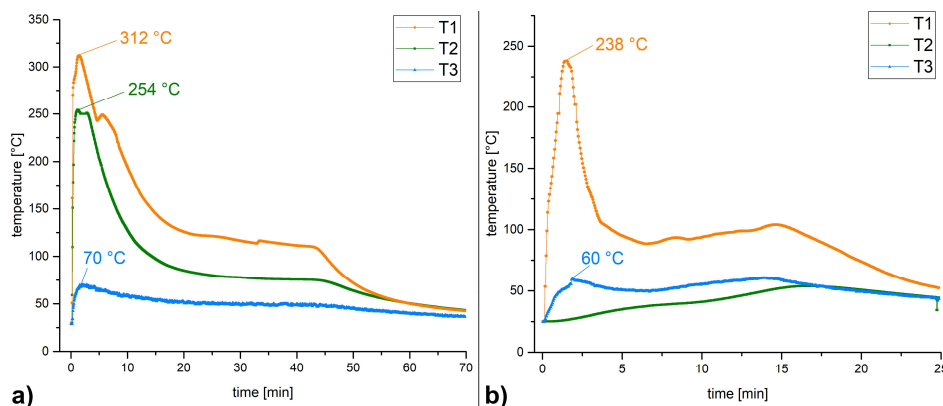 350
300
250
200
150
100
50
0
temperature [°C]
312 °C
254 °C
70 °C
T1
T2
T3
0 10 20 30 40 50 60 70
time [min]
a)
250
200
150
100
50
0
temperature [°C]
238 °C
60 °C
T1
T2
T3
0 5 10 15 20 25
time [min]
b)